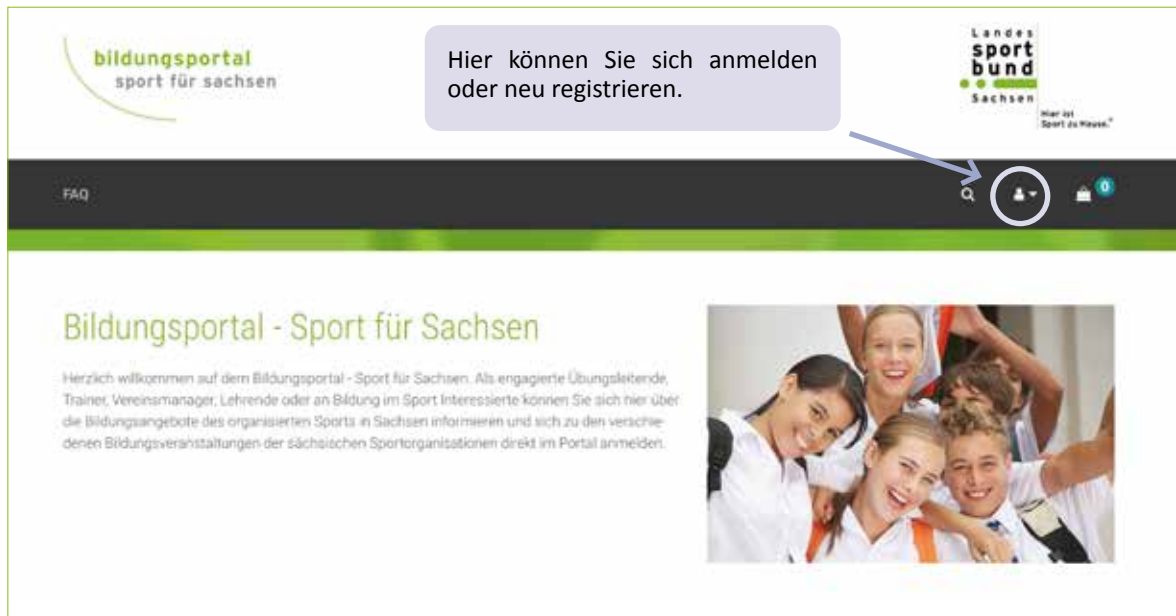 bildungsportal
sport für sachsen
Hier können Sie sich anmelden
oder neu registrieren.
Landes
sport
bund
Sachsen
Hier ist
Sport zu Hause.®
FAQ
0
Bildungsportal - Sport für Sachsen
Herzlich willkommen auf dem Bildungsportal - Sport für Sachsen. Als engagierte Übungsleitende,
Trainer, Vereinsmanager, Lehrende oder an Bildung im Sport Interessierte können Sie sich hier über
die Bildungsangebote des organisierten Sports in Sachsen informieren und sich zu den verschie-
denen Bildungsveranstaltungen der sächsischen Sportorganisationen direkt im Portal anmelden.